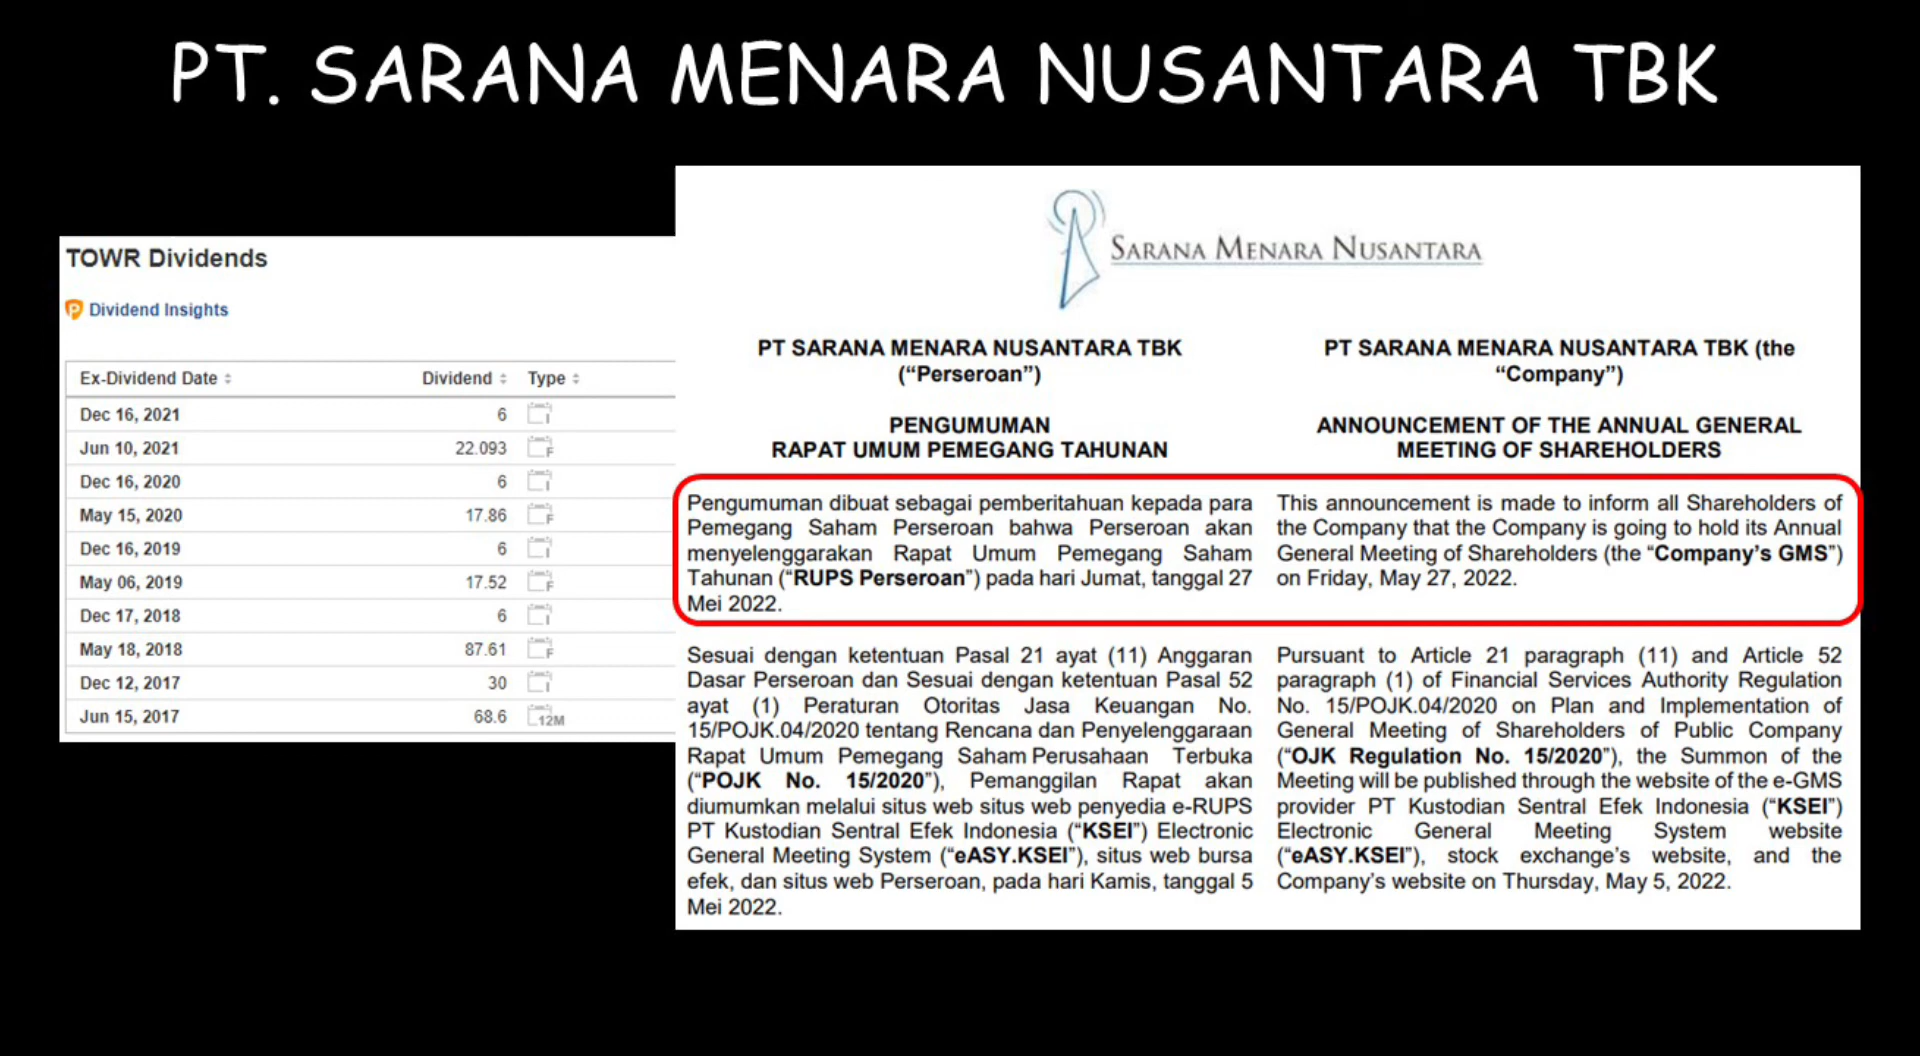 PT. SARANA MENARA NUSANTARA TBK
TOWR Dividends
Dividend Insights
Ex-Dividend Date Dividend Type
Dec 16, 2021 6 I
Jun 10, 2021 22.093 F
Dec 16, 2020 6 I
May 15, 2020 17.86 F
Dec 16, 2019 6 I
May 06, 2019 17.52 F
Dec 17, 2018 6 I
May 18, 2018 87.61 F
Dec 12, 2017 30 I
Jun 15, 2017 68.6 12M
SARANA MENARA NUSANTARA
PT SARANA MENARA NUSANTARA TBK
(“Perseroan”)
PENGUMUMAN
RAPAT UMUM PEMEGANG TAHUNAN
Pengumuman dibuat sebagai pemberitahuan kepada para
Pemegang Saham Perseroan bahwa Perseroan akan
menyelenggarakan Rapat Umum Pemegang Saham
Tahunan (“RUPS Perseroan”) pada hari Jumat, tanggal 27
Mei 2022.
Sesuai dengan ketentuan Pasal 21 ayat (11) Anggaran
Dasar Perseroan dan Sesuai dengan ketentuan Pasal 52
ayat (1) Peraturan Otoritas Jasa Keuangan No.
15/POJK.04/2020 tentang Rencana dan Penyelenggaraan
Rapat Umum Pemegang Saham Perusahaan Terbuka
(“POJK No. 15/2020”), Pemanggilan Rapat akan
diumumkan melalui situs web situs web penyedia e-RUPS
PT Kustodian Sentral Efek Indonesia (“KSEI”) Electronic
General Meeting System (“eASY.KSEI”), situs web bursa
efek, dan situs web Perseroan, pada hari Kamis, tanggal 5
Mei 2022.
PT SARANA MENARA NUSANTARA TBK (the
“Company”)
ANNOUNCEMENT OF THE ANNUAL GENERAL
MEETING OF SHAREHOLDERS
This announcement is made to inform all Shareholders of
the Company that the Company is going to hold its Annual
General Meeting of Shareholders (the “Company’s GMS”)
on Friday, May 27, 2022.
Pursuant to Article 21 paragraph (11) and Article 52
paragraph (1) of Financial Services Authority Regulation
No. 15/POJK.04/2020 on Plan and Implementation of
General Meeting of Shareholders of Public Company
(“OJK Regulation No. 15/2020”), the Summon of the
Meeting will be published through the website of the e-GMS
provider PT Kustodian Sentral Efek Indonesia (“KSEI”)
Electronic General Meeting System website
(“eASY.KSEI”), stock exchange’s website, and the
Company’s website on Thursday, May 5, 2022.